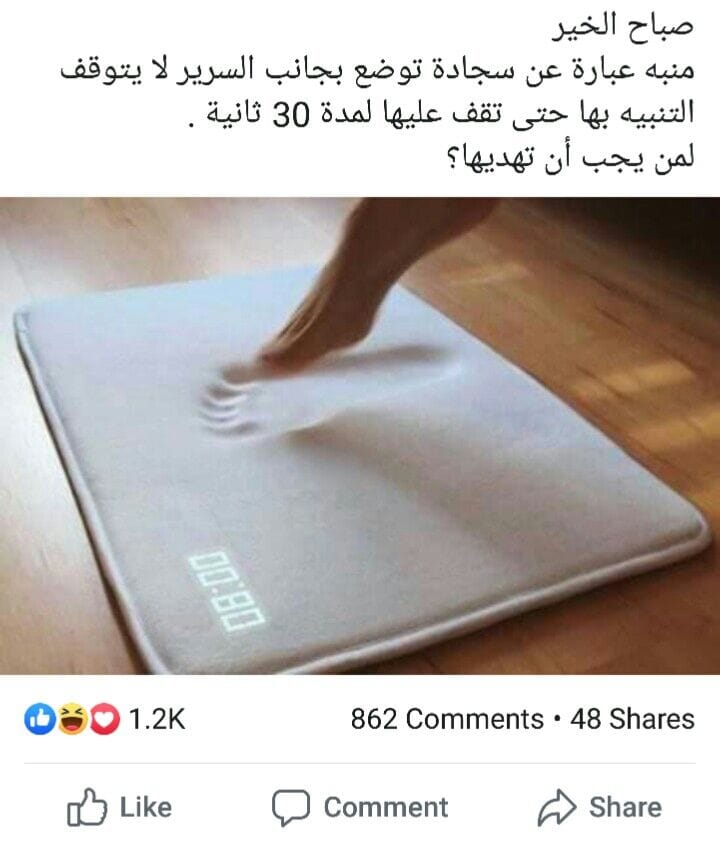 صباح الخير
منبه عبارة عن سجادة توضع بجانب السرير لا يتوقف
التنبيه بها حتى تقف عليها لمدة 30 ثانية .
لمن يجب أن تهديها؟
08:00
1.2K 862 Comments • 48 Shares
Like Comment Share